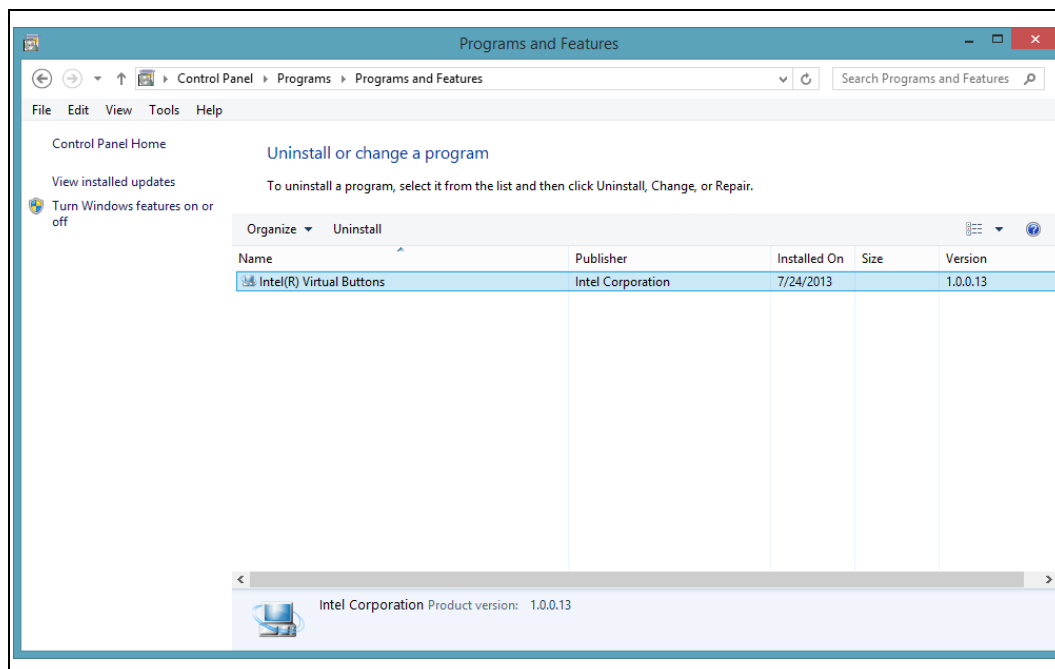 Programs and Features
Control Panel Programs Programs and Features
Search Programs and Features
File Edit View Tools Help
Control Panel Home
View installed updates
Turn Windows features on or
off
Uninstall or change a program
To uninstall a program, select it from the list and then click Uninstall, Change, or Repair.
Organize Uninstall
Name Publisher Installed On Size Version
Intel(R) Virtual Buttons Intel Corporation 7/24/2013 1.0.0.13
Intel Corporation Product version: 1.0.0.13